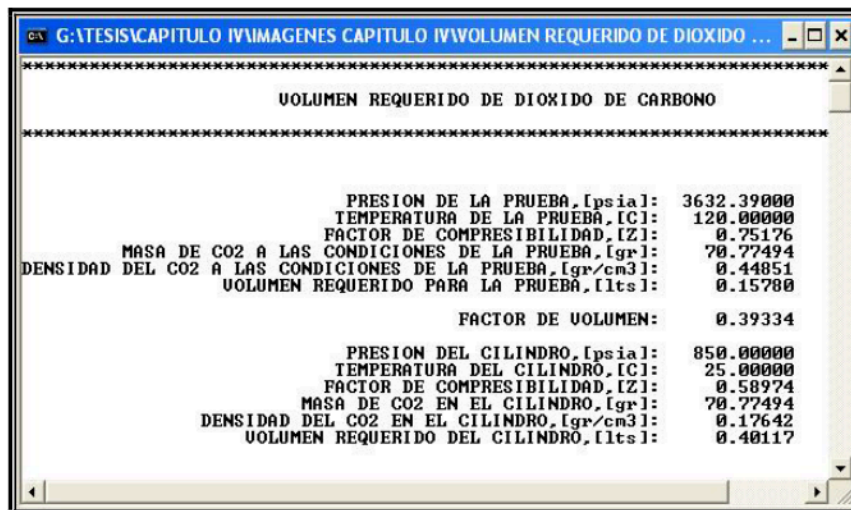 G:\TESIS\CAPITULO IV\IMAGENES CAPITULO IV\VOLUMEN REQUERIDO DE DIOXIDO ...
********************************************************************************
VOLUMEN REQUERIDO DE DIOXIDO DE CARBONO
********************************************************************************
PRESION DE LA PRUEBA,[psia]: 3632.39000
TEMPERATURA DE LA PRUEBA,[C]: 120.00000
FACTOR DE COMPRESIBILIDAD,[Z]: 0.75176
MASA DE CO2 A LAS CONDICIONES DE LA PRUEBA,[gr]: 70.77494
DENSIDAD DEL CO2 A LAS CONDICIONES DE LA PRUEBA,[gr/cm3]: 0.44851
VOLUMEN REQUERIDO PARA LA PRUEBA,[lts]: 0.15780
FACTOR DE VOLUMEN: 0.39334
PRESION DEL CILINDRO,[psia]: 850.00000
TEMPERATURA DEL CILINDRO,[C]: 25.00000
FACTOR DE COMPRESIBILIDAD,[Z]: 0.58974
MASA DE CO2 EN EL CILINDRO,[gr]: 70.77494
DENSIDAD DEL CO2 EN EL CILINDRO,[gr/cm3]: 0.17642
VOLUMEN REQUERIDO DEL CILINDRO,[lts]: 0.40117